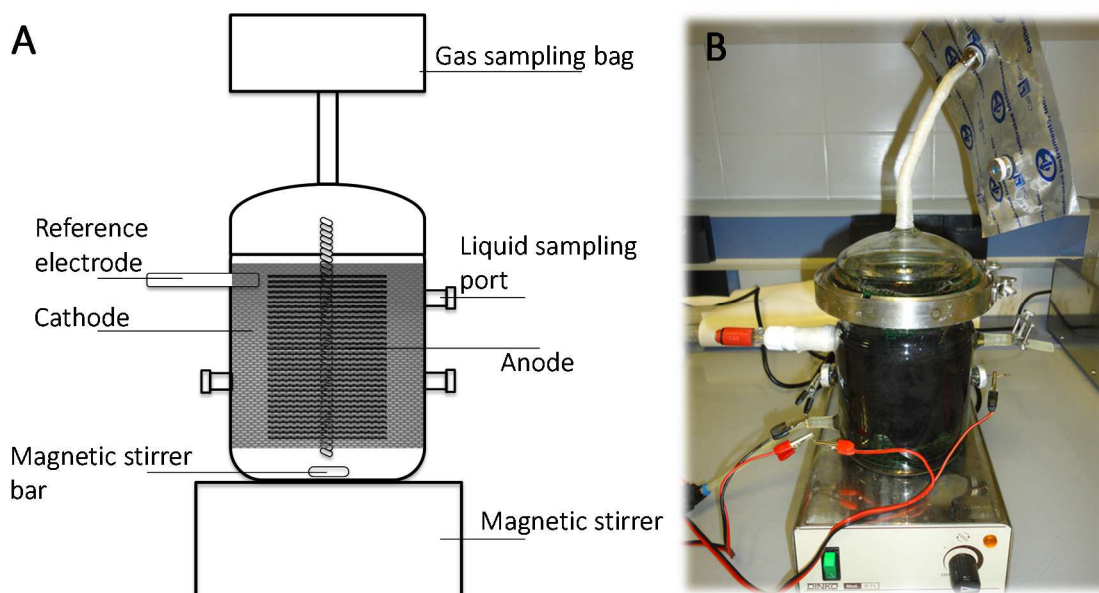 A
Gas sampling bag
Reference
electrode
Liquid sampling
port
Cathode
Anode
Magnetic stirrer
bar
Magnetic stirrer
B
DINKO